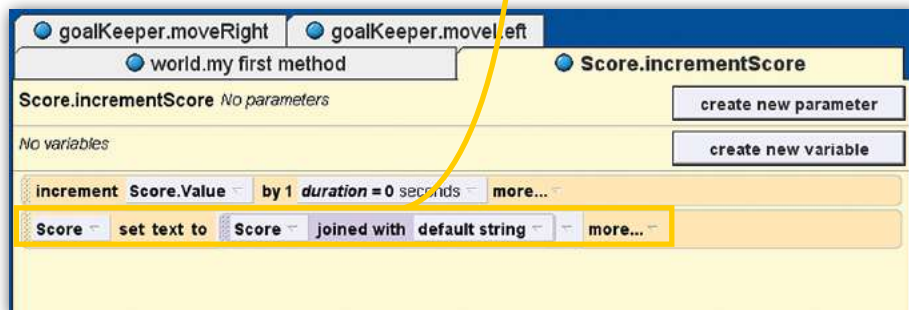 goalKeeper.moveRight goalKeeper.moveLeft
world.my first method Score.incrementScore
Score.incrementScore No parameters create new parameter
No variables create new variable
increment Score.Value by 1 duration = 0 seconds more...
Score set text to Score joined with default string more...